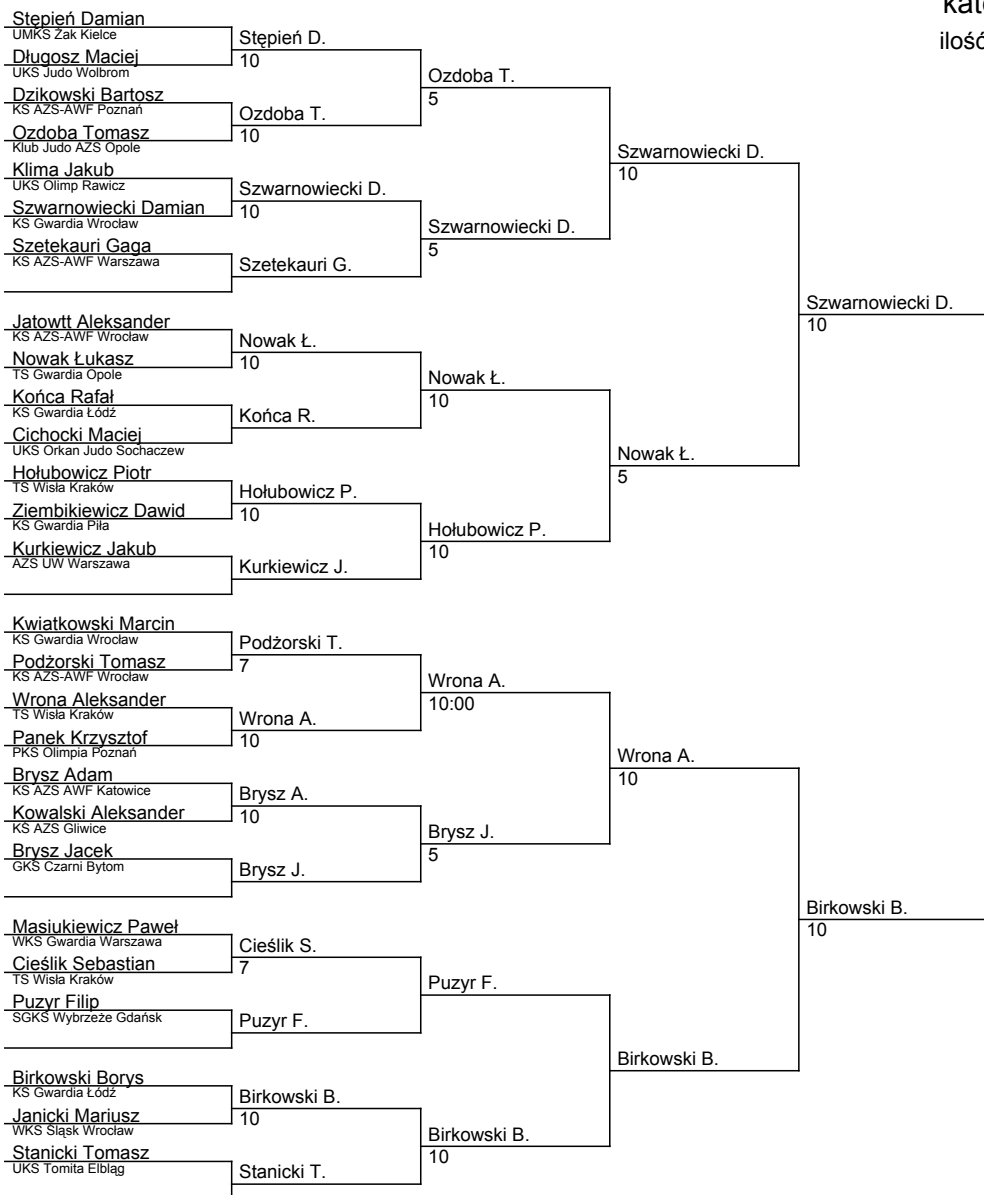 kate
ilość
Stępień Damian
UMKS Żak Kielce
Długosz Maciej
UKS Judo Wolbrom
Dzikowski Bartosz
KS AZS-AWF Poznań
Ozdoba Tomasz
Klub Judo AZS Opole
Klima Jakub
UKS Olimp Rawicz
Szwarnowiecki Damian
KS Gwardia Wrocław
Szetekauri Gaga
KS AZS-AWF Warszawa
Jatowtt Aleksander
KS AZS-AWF Wrocław
Nowak Łukasz
TS Gwardia Opole
Końca Rafał
KS Gwardia Łódź
Cichocki Maciej
UKS Orkan Judo Sochaczew
Hołubowicz Piotr
TS Wisła Kraków
Ziembikiewicz Dawid
KS Gwardia Piła
Kurkiewicz Jakub
AZS UW Warszawa
Kwiatkowski Marcin
KS Gwardia Wrocław
Podżorski Tomasz
KS AZS-AWF Wrocław
Wrona Aleksander
TS Wisła Kraków
Panek Krzysztof
PKS Olimpia Poznań
Brysz Adam
KS AZS AWF Katowice
Kowalski Aleksander
KŚ AZS Gliwice
Brysz Jacek
GKS Czarni Bytom
Masiukiewicz Paweł
WKS Gwardia Warszawa
Cieślik Sebastian
TS Wisła Kraków
Puzyr Filip
SGKS Wybrzeże Gdańsk
Birkowski Borys
KS Gwardia Łódź
Janicki Mariusz
WKS Śląsk Wrocław
Stanicki Tomasz
UKS Tomita Elbląg
Stępień D.
10
Ozdoba T.
10
Szwarnowiecki D.
10
Szetekauri G.
Nowak Ł.
10
Końca R.
Hołubowicz P.
10
Kurkiewicz J.
Podżorski T.
7
Wrona A.
10
Brysz A.
10
Brysz J.
Cieślik S.
7
Puzyr F.
Birkowski B.
10
Stanicki T.
Ozdoba T.
5
Szwarnowiecki D.
5
Nowak Ł.
10
Hołubowicz P.
10
Wrona A.
10:00
Brysz J.
5
Puzyr F.
Birkowski B.
10
Szwarnowiecki D.
10
Nowak Ł.
5
Wrona A.
10
Birkowski B.
Szwarnowiecki D.
10
Birkowski B.
10